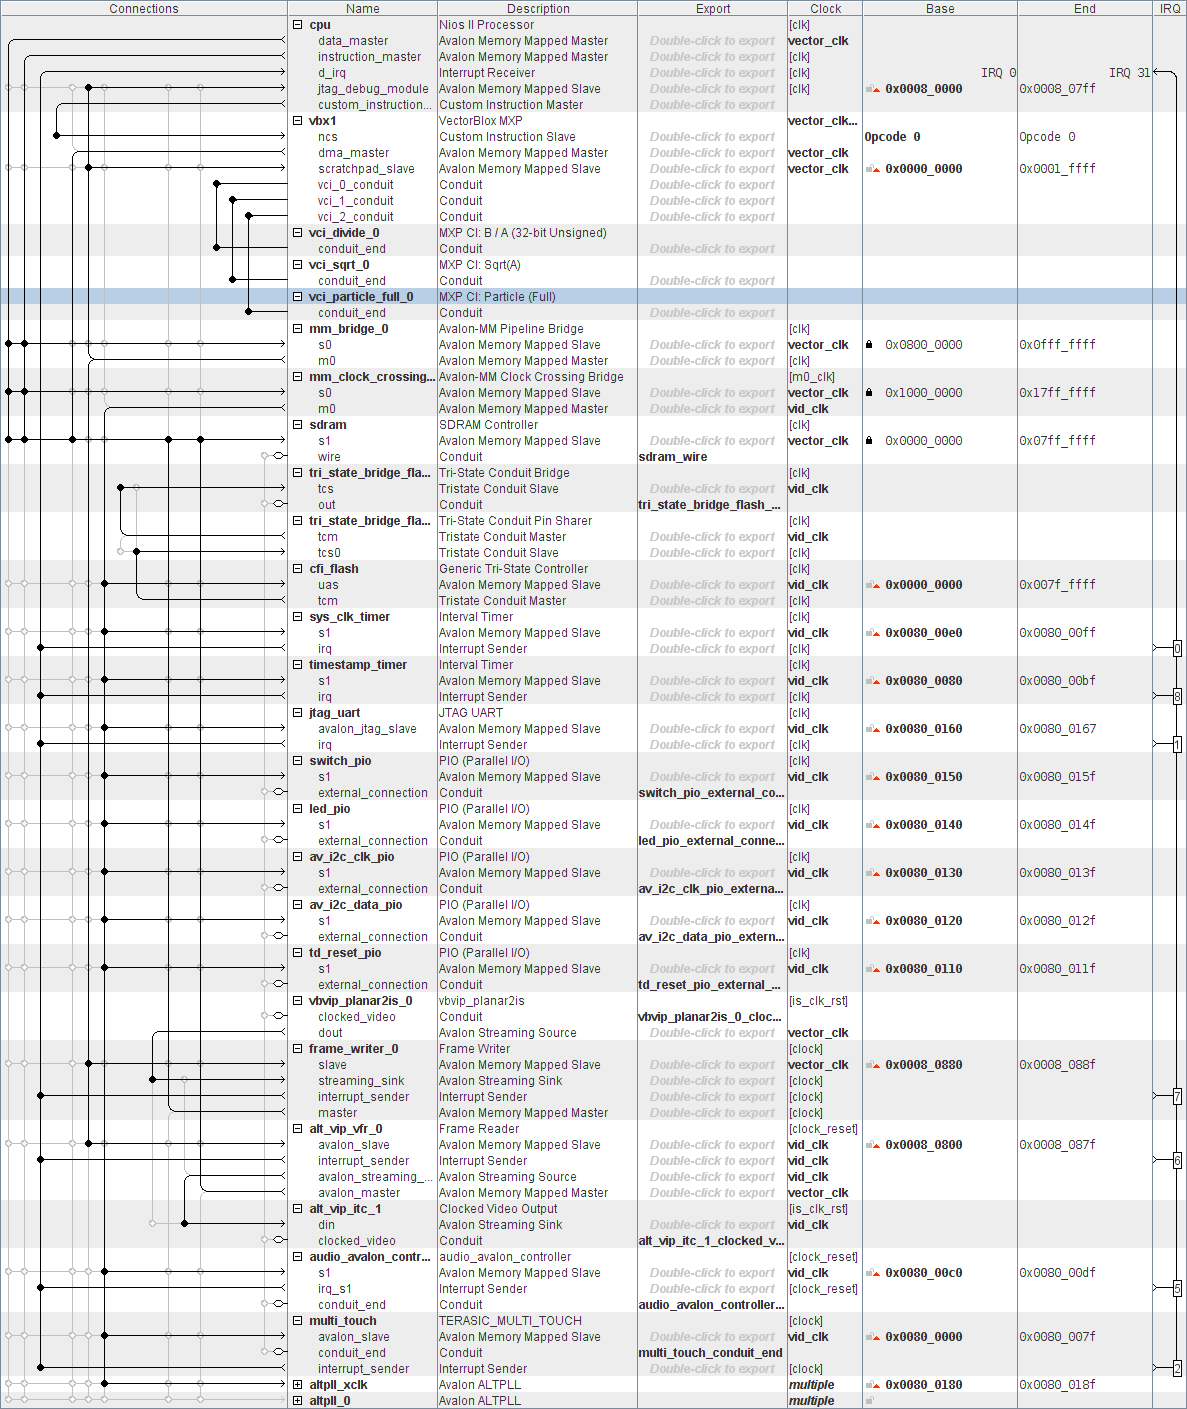 Connections Name Description Export Clock Base End IRQ
cpu Nios II Processor [clk]
data_master Avalon Memory Mapped Master Double-click to export vector_clk
instruction_master Avalon Memory Mapped Master Double-click to export [clk]
d_irq Interrupt Receiver Double-click to export [clk] IRQ 0 IRQ 31
jtag_debug_module Avalon Memory Mapped Slave Double-click to export [clk] 0x0008_0000 0x0008_07ff
custom_instruction... Custom Instruction Master Double-click to export
vbx1 VectorBlox MXP vector_clk...
ncs Custom Instruction Slave Double-click to export Opcode 0 Opcode 0
dma_master Avalon Memory Mapped Master Double-click to export vector_clk
scratchpad_slave Avalon Memory Mapped Slave Double-click to export vector_clk 0x0000_0000 0x0001_ffff
vci_0_conduit Conduit Double-click to export
vci_1_conduit Conduit Double-click to export
vci_2_conduit Conduit Double-click to export
vci_divide_0 MXP CI: B / A (32-bit Unsigned)
conduit_end Conduit Double-click to export
vci_sqrt_0 MXP CI: Sqrt(A)
conduit_end Conduit Double-click to export
vci_particle_full_0 MXP CI: Particle (Full)
conduit_end Conduit Double-click to export
mm_bridge_0 Avalon-MM Pipeline Bridge [clk]
s0 Avalon Memory Mapped Slave Double-click to export vector_clk 0x0800_0000 0x0fff_ffff
m0 Avalon Memory Mapped Master Double-click to export [clk]
mm_clock_crossing... Avalon-MM Clock Crossing Bridge [m0_clk]
s0 Avalon Memory Mapped Slave Double-click to export vector_clk 0x1000_0000 0x17ff_ffff
m0 Avalon Memory Mapped Master Double-click to export vid_clk
sdram SDRAM Controller [clk]
s1 Avalon Memory Mapped Slave Double-click to export vector_clk 0x0000_0000 0x07ff_ffff
wire Conduit sdram_wire
tri_state_bridge_fla... Tri-State Conduit Bridge [clk]
tcs Tristate Conduit Slave Double-click to export vid_clk
out Conduit tri_state_bridge_flash_...
tri_state_bridge_fla... Tri-State Conduit Pin Sharer [clk]
tcm Tristate Conduit Master Double-click to export vid_clk
tcs0 Tristate Conduit Slave Double-click to export [clk]
cfi_flash Generic Tri-State Controller [clk]
uas Avalon Memory Mapped Slave Double-click to export vid_clk 0x0000_0000 0x007f_ffff
tcm Tristate Conduit Master Double-click to export [clk]
sys_clk_timer Interval Timer [clk]
s1 Avalon Memory Mapped Slave Double-click to export vid_clk 0x0080_00e0 0x0080_00ff
irq Interrupt Sender Double-click to export [clk] 0
timestamp_timer Interval Timer [clk]
s1 Avalon Memory Mapped Slave Double-click to export vid_clk 0x0080_0080 0x0080_00bf
irq Interrupt Sender Double-click to export [clk] 8
jtag_uart JTAG UART [clk]
avalon_jtag_slave Avalon Memory Mapped Slave Double-click to export vid_clk 0x0080_0160 0x0080_0167
irq Interrupt Sender Double-click to export [clk] 1
switch_pio PIO (Parallel I/O) [clk]
s1 Avalon Memory Mapped Slave Double-click to export vid_clk 0x0080_0150 0x0080_015f
external_connection Conduit switch_pio_external_co...
led_pio PIO (Parallel I/O) [clk]
s1 Avalon Memory Mapped Slave Double-click to export vid_clk 0x0080_0140 0x0080_014f
external_connection Conduit led_pio_external_conne...
av_i2c_clk_pio PIO (Parallel I/O) [clk]
s1 Avalon Memory Mapped Slave Double-click to export vid_clk 0x0080_0130 0x0080_013f
external_connection Conduit av_i2c_clk_pio_externa...
av_i2c_data_pio PIO (Parallel I/O) [clk]
s1 Avalon Memory Mapped Slave Double-click to export vid_clk 0x0080_0120 0x0080_012f
external_connection Conduit av_i2c_data_pio_extern...
td_reset_pio PIO (Parallel I/O) [clk]
s1 Avalon Memory Mapped Slave Double-click to export vid_clk 0x0080_0110 0x0080_011f
external_connection Conduit td_reset_pio_external_...
vbvip_planar2is_0 vbvip_planar2is [is_clk_rst]
clocked_video Conduit vbvip_planar2is_0_cloc...
dout Avalon Streaming Source Double-click to export vector_clk
frame_writer_0 Frame Writer [clock]
slave Avalon Memory Mapped Slave Double-click to export vector_clk 0x0008_0880 0x0008_088f
streaming_sink Avalon Streaming Sink Double-click to export [clock]
interrupt_sender Interrupt Sender Double-click to export [clock] 7
master Avalon Memory Mapped Master Double-click to export [clock]
alt_vip_vfr_0 Frame Reader [clock_reset]
avalon_slave Avalon Memory Mapped Slave Double-click to export vid_clk 0x0008_0800 0x0008_087f
interrupt_sender Interrupt Sender Double-click to export vid_clk 6
avalon_streaming_... Avalon Streaming Source Double-click to export vid_clk
avalon_master Avalon Memory Mapped Master Double-click to export vector_clk
alt_vip_itc_1 Clocked Video Output [is_clk_rst]
din Avalon Streaming Sink Double-click to export vid_clk
clocked_video Conduit alt_vip_itc_1_clocked_v...
audio_avalon_contr... audio_avalon_controller [clock_reset]
s1 Avalon Memory Mapped Slave Double-click to export vid_clk 0x0080_00c0 0x0080_00df
irq_s1 Interrupt Sender Double-click to export [clock_reset] 5
conduit_end Conduit audio_avalon_controller...
multi_touch TERASIC_MULTI_TOUCH [clock]
avalon_slave Avalon Memory Mapped Slave Double-click to export vid_clk 0x0080_0000 0x0080_007f
conduit_end Conduit multi_touch_conduit_end
interrupt_sender Interrupt Sender Double-click to export [clock] 2
altpll_xclk Avalon ALTPLL multiple 0x0080_0180 0x0080_018f
altpll_0 Avalon ALTPLL multiple